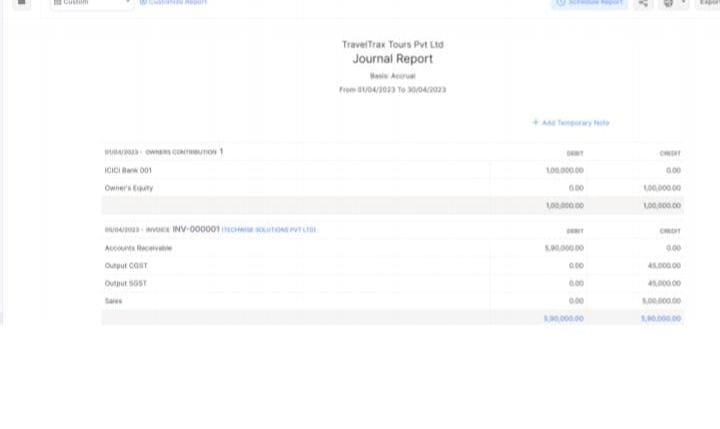 Custom Customize Report Schedule Report Export
TravelTrax Tours Pvt Ltd
Journal Report
Basis: Accrual
From 01/04/2023 To 30/04/2023
+ Add Temporary Note
01/04/2023 - OWNERS CONTRIBUTION 1 DEBIT CREDIT
ICICI Bank 001 1,00,000.00 0.00
Owner's Equity 0.00 1,00,000.00
1,00,000.00 1,00,000.00
INVOICE INV-000001 (TECHWISE SOLUTIONS PVT LTD) DEBIT CREDIT
Accounts Receivable 5,90,000.00 0.00
Output CGST 0.00 45,000.00
Output SGST 0.00 45,000.00
Sales 0.00 5,00,000.00
5,90,000.00 5,90,000.00